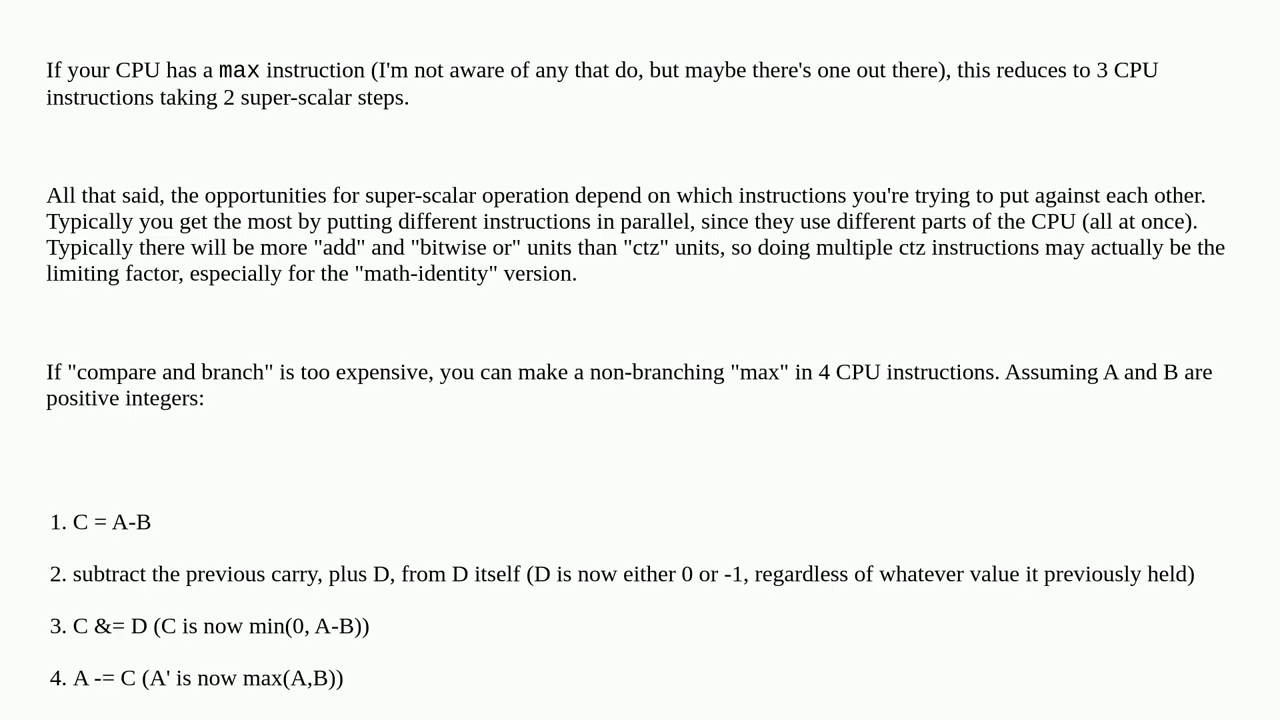 If your CPU has a max instruction (I'm not aware of any that do, but maybe there's one out there), this reduces to 3 CPU
instructions taking 2 super-scalar steps.
All that said, the opportunities for super-scalar operation depend on which instructions you're trying to put against each other.
Typically you get the most by putting different instructions in parallel, since they use different parts of the CPU (all at once).
Typically there will be more "add" and "bitwise or" units than "ctz" units, so doing multiple ctz instructions may actually be the
limiting factor, especially for the "math-identity" version.
If "compare and branch" is too expensive, you can make a non-branching "max" in 4 CPU instructions. Assuming A and B are
positive integers:
1. C = A-B
2. subtract the previous carry, plus D, from D itself (D is now either 0 or -1, regardless of whatever value it previously held)
3. C &= D (C is now min(0, A-B))
4. A -= C (A' is now max(A,B))